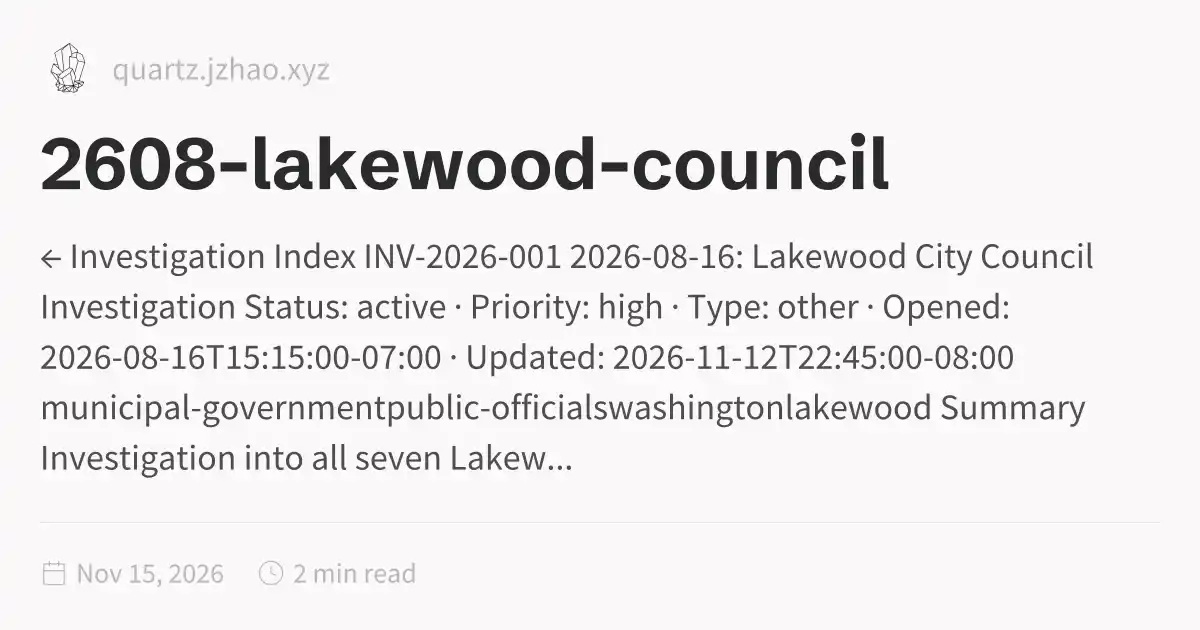 quartz.jzhao.xyz
2608-lakewood-council
← Investigation Index INV-2026-001 2026-08-16: Lakewood City Council
Investigation Status: active · Priority: high · Type: other · Opened:
2026-08-16T15:15:00-07:00 · Updated: 2026-11-12T22:45:00-08:00
municipal-governmentpublic-officialswashingtonlakewood Summary
Investigation into all seven Lakew...
Nov 15, 2026 2 min read